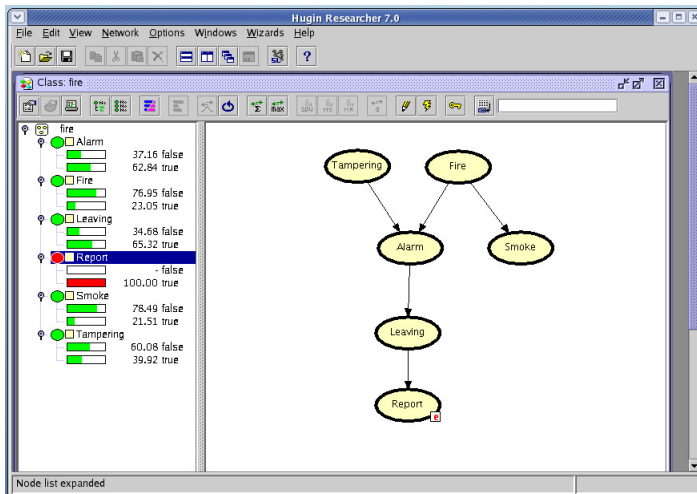 Hugin Researcher 7.0
File Edit View Network Options Windows Wizards Help
Class: fire
Σ max
fire
Alarm
37.16 false
62.84 true
Fire
76.95 false
23.05 true
Leaving
34.68 false
65.32 true
Report
- false
100.00 true
Smoke
78.49 false
21.51 true
Tampering
60.08 false
39.92 true
Tampering Fire
Alarm Smoke
Leaving
Report
e
Node list expanded